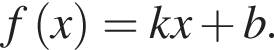 f (x) = kx + b.